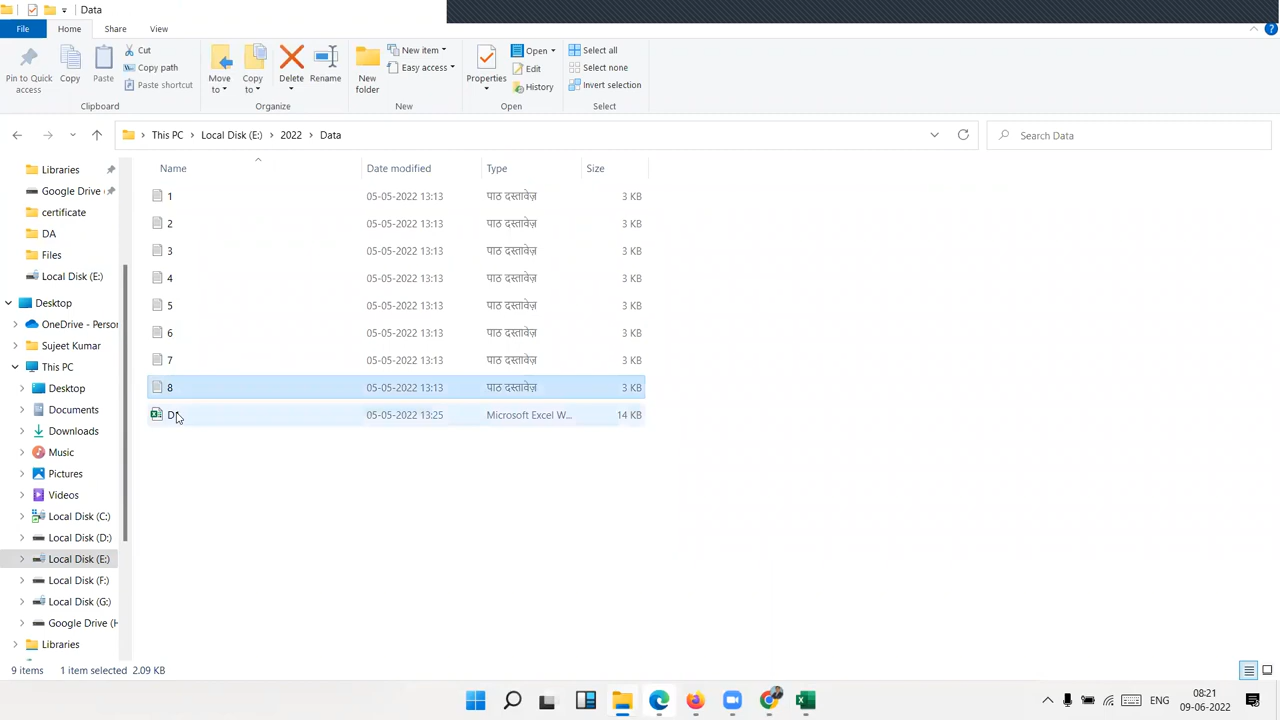 Data
File
Home
Share
View
Pin to Quick access
Copy
Paste
Cut
Copy path
Paste shortcut
Clipboard
Move to
Copy to
Delete
Rename
Organize
New folder
New item
Easy access
New
Properties
Open
Edit
History
Open
Select all
Select none
Invert selection
Select
This PC > Local Disk (E:) > 2022 > Data
Search Data
Name Date modified Type Size
1 05-05-2022 13:13 पाठ दस्तावेज़ 3 KB
2 05-05-2022 13:13 पाठ दस्तावेज़ 3 KB
3 05-05-2022 13:13 पाठ दस्तावेज़ 3 KB
4 05-05-2022 13:13 पाठ दस्तावेज़ 3 KB
5 05-05-2022 13:13 पाठ दस्तावेज़ 3 KB
6 05-05-2022 13:13 पाठ दस्तावेज़ 3 KB
7 05-05-2022 13:13 पाठ दस्तावेज़ 3 KB
8 05-05-2022 13:13 पाठ दस्तावेज़ 3 KB
05-05-2022 13:25 Microsoft Excel W... 14 KB
Libraries
Google Drive
certificate
DA
Files
Local Disk (E:)
Desktop
OneDrive - Perso
Sujeet Kumar
This PC
Desktop
Documents
Downloads
Music
Pictures
Videos
Local Disk (C:)
Local Disk (D:)
Local Disk (E:)
Local Disk (F:)
Local Disk (G:)
Google Drive (H
Libraries
9 items 1 item selected 2.09 KB
ENG
08:21
09-06-2022